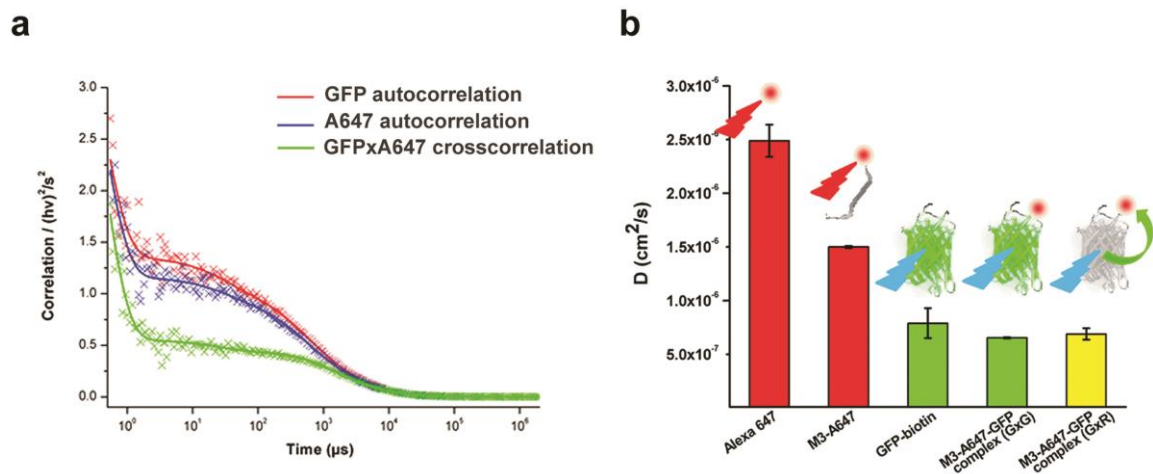 a
3.0
2.5
2.0
1.5
1.0
0.5
0.0
Correlation / (hv)²/s²
GFP autocorrelation
A647 autocorrelation
GFPxA647 crosscorrelation
10⁰
10¹
10²
10³
10⁴
10⁵
10⁶
Time (µs)
b
3.0x10⁻⁶
2.5x10⁻⁶
2.0x10⁻⁶
1.5x10⁻⁶
1.0x10⁻⁶
5.0x10⁻⁷
D (cm²/s)
Alexa 647
M3-A647
GFP-biotin
M3-A647-GFP
complex (GxG)
M3-A647-GFP
complex (GxR)